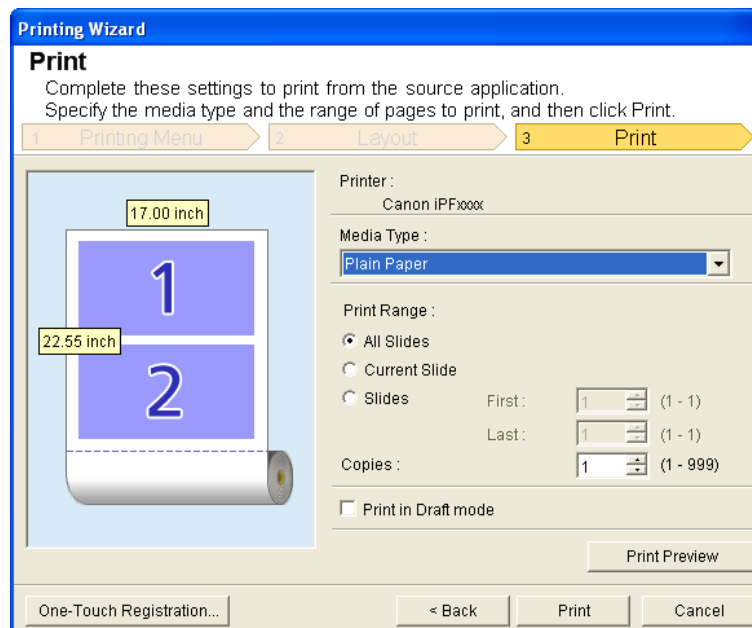 Printing Wizard
Print
Complete these settings to print from the source application.
Specify the media type and the range of pages to print, and then click Print.
1 Printing Menu 2 Layout 3 Print
Printer :
Canon iPFxxxx
17.00 inch
Media Type :
Plain Paper
1
Print Range :
22.55 inch
All Slides
Current Slide
2
Slides First : 1 (1 - 1)
Last : 1 (1 - 1)
Copies : 1 (1 - 999)
Print in Draft mode
Print Preview
One-Touch Registration... < Back Print Cancel